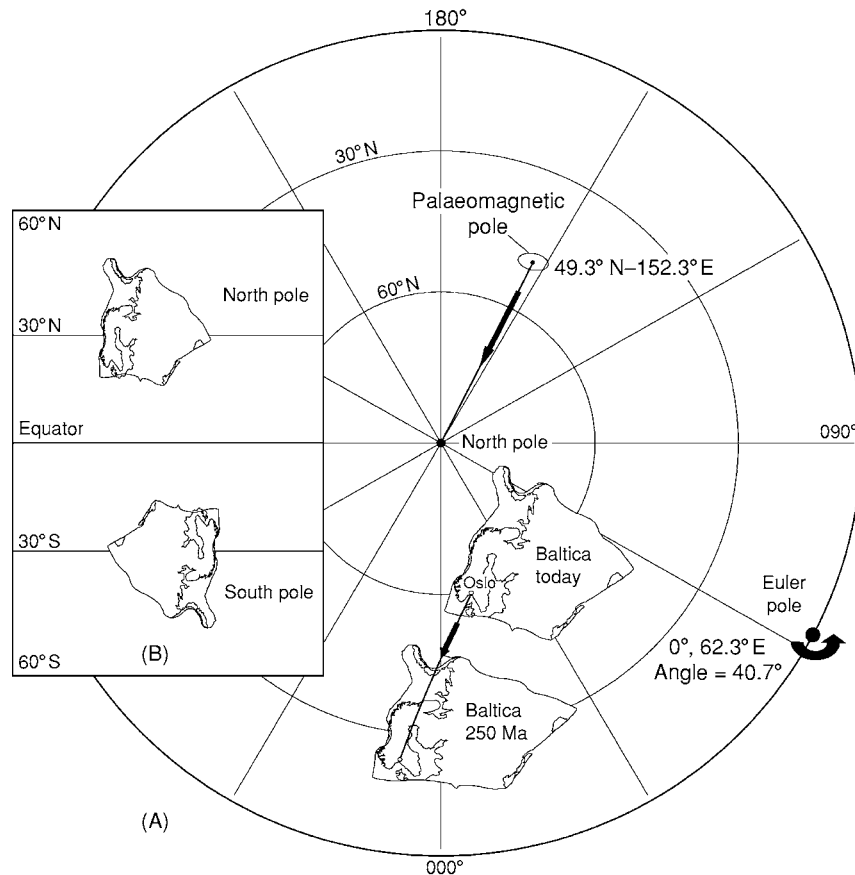 180°
30° N
Palaeomagnetic
pole
49.3° N–152.3° E
60° N
60° N
North pole
30° N
Equator
North pole
090°
Baltica
today
Oslo
30° S
South pole
Euler
pole
0°, 62.3° E
Angle = 40.7°
(B)
60° S
Baltica
250 Ma
(A)
000°